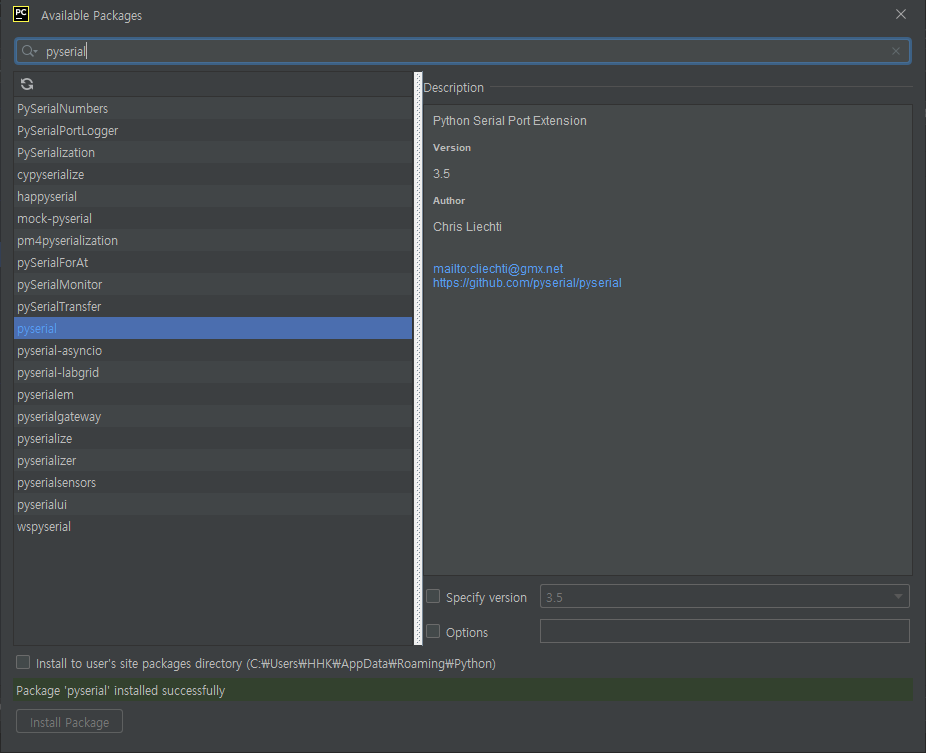 PC
Available Packages
pyserial
PySerialNumbers
PySerialPortLogger
PySerialization
cypyserialize
happyserial
mock-pyserial
pm4pyserialization
pySerialForAt
pySerialMonitor
pySerialTransfer
pyserial
pyserial-asyncio
pyserial-labgrid
pyserialem
pyserialgateway
pyserialize
pyserializer
pyserialsensors
pyserialui
wspyserial
Description
Python Serial Port Extension
Version
3.5
Author
Chris Liechti
mailto:cliechti@gmx.net
https://github.com/pyserial/pyserial
Specify version 3.5
Options
Install to user's site packages directory (C:₩Users₩HHK₩AppData₩Roaming₩Python)
Package 'pyserial' installed successfully
Install Package